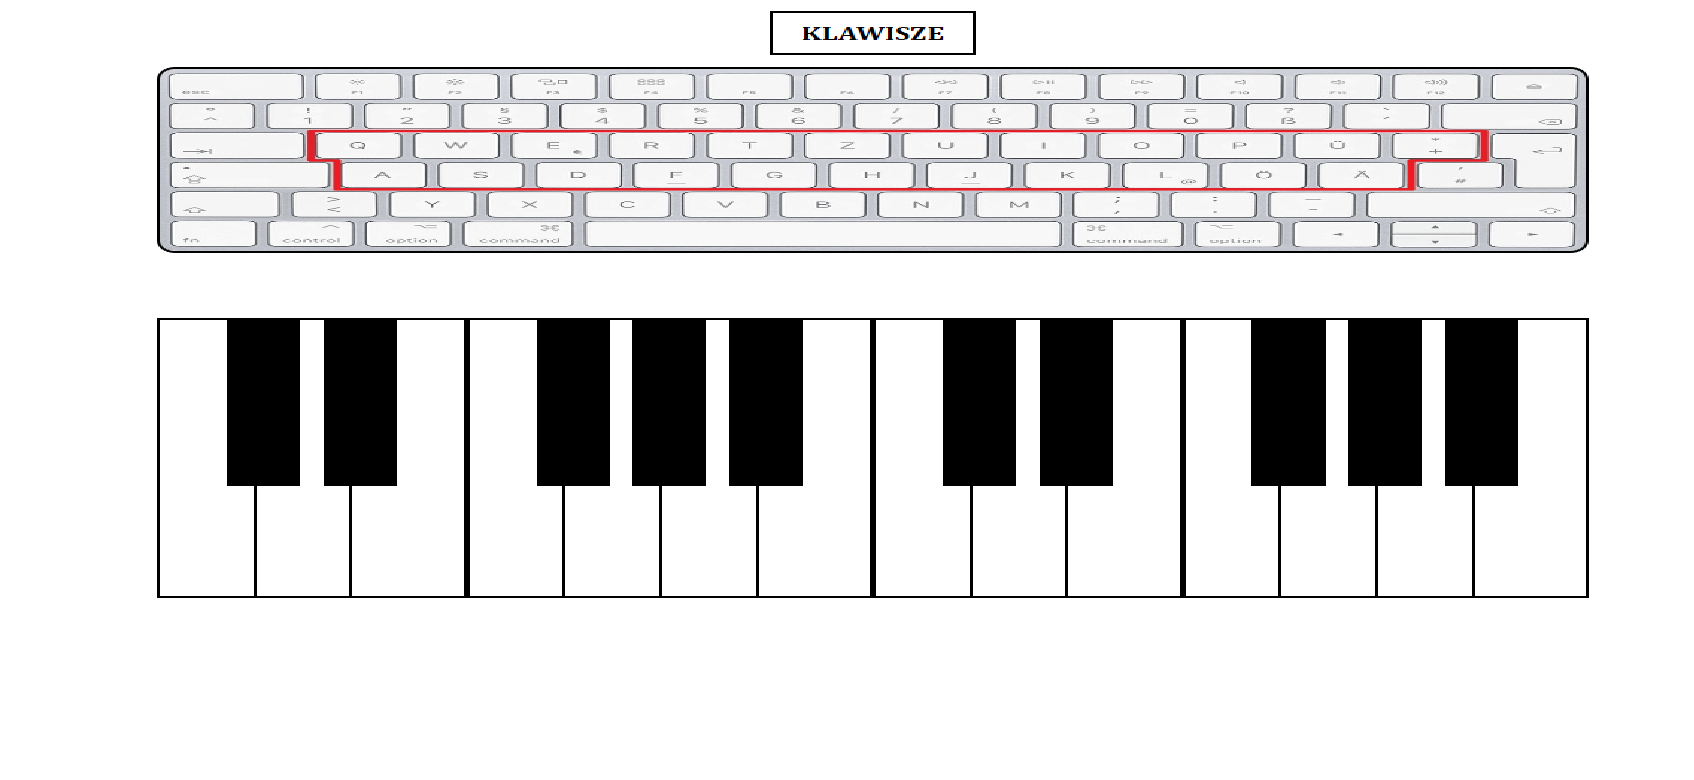 KLAWISZE
esc F1 F2 F3 F4 F5 F6 F7 F8 F9 F10 F11 F12
° ! " § $ % & / ( ) = ? `
^ 1 2 3 4 5 6 7 8 9 0 ß ´
Q W E R T Z U I O P Ü * +
A S D F G H J K L @ Ö Ä ' #
> < Y X C V B N M ; , : . _ -
fn control option command command option